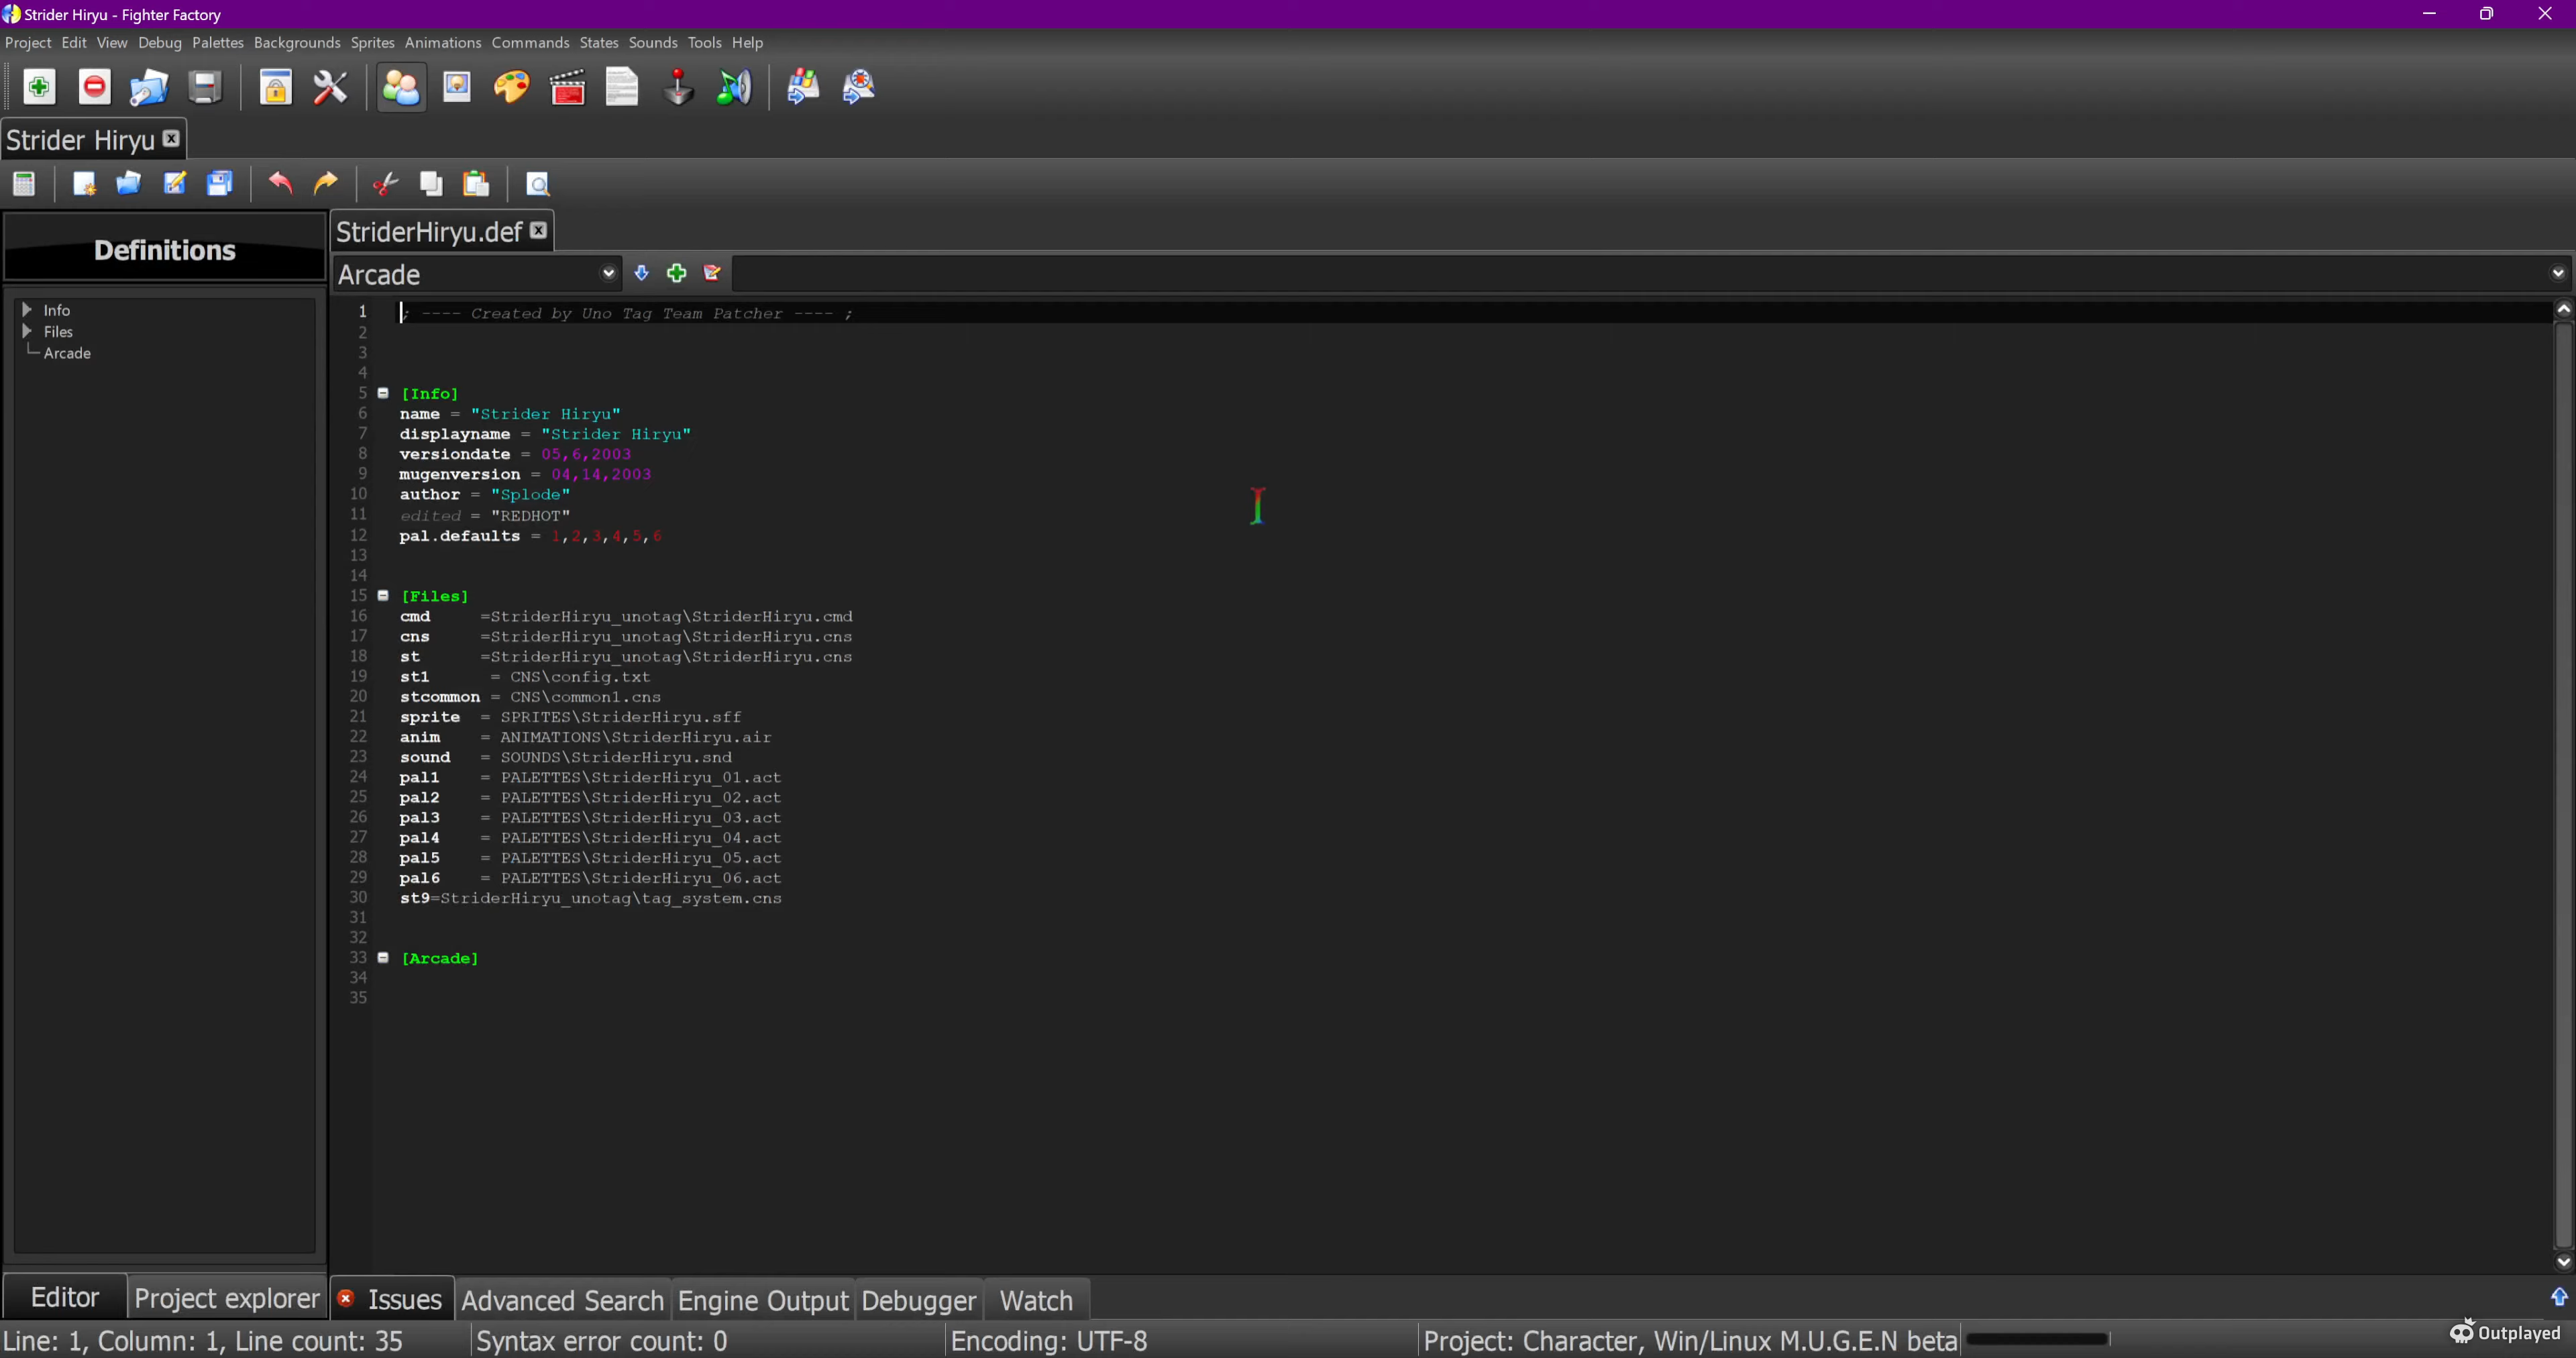 Strider Hiryu - Fighter Factory
Project Edit View Debug Palettes Backgrounds Sprites Animations Commands States Sounds Tools Help
Strider Hiryu
Definitions
Info
Files
Arcade
StriderHiryu.def
Arcade
1 ; ---- Created by Uno Tag Team Patcher ---- ;
2
3
4
5 [Info]
6 name = "Strider Hiryu"
7 displayname = "Strider Hiryu"
8 versiondate = 05,6,2003
9 mugenversion = 04,14,2003
10 author = "Splode"
11 edited = "REDHOT"
12 pal.defaults = 1,2,3,4,5,6
13
14
15 [Files]
16 cmd =StriderHiryu_unotag\StriderHiryu.cmd
17 cns =StriderHiryu_unotag\StriderHiryu.cns
18 st =StriderHiryu_unotag\StriderHiryu.cns
19 st1 = CNS\config.txt
20 stcommon = CNS\common1.cns
21 sprite = SPRITES\StriderHiryu.sff
22 anim = ANIMATIONS\StriderHiryu.air
23 sound = SOUNDS\StriderHiryu.snd
24 pal1 = PALETTES\StriderHiryu_01.act
25 pal2 = PALETTES\StriderHiryu_02.act
26 pal3 = PALETTES\StriderHiryu_03.act
27 pal4 = PALETTES\StriderHiryu_04.act
28 pal5 = PALETTES\StriderHiryu_05.act
29 pal6 = PALETTES\StriderHiryu_06.act
30 st9=StriderHiryu_unotag\tag_system.cns
31
32
33 [Arcade]
34
35
Editor Project explorer Issues Advanced Search Engine Output Debugger Watch
Line: 1, Column: 1, Line count: 35 Syntax error count: 0 Encoding: UTF-8 Project: Character, Win/Linux M.U.G.E.N beta
Outplayed